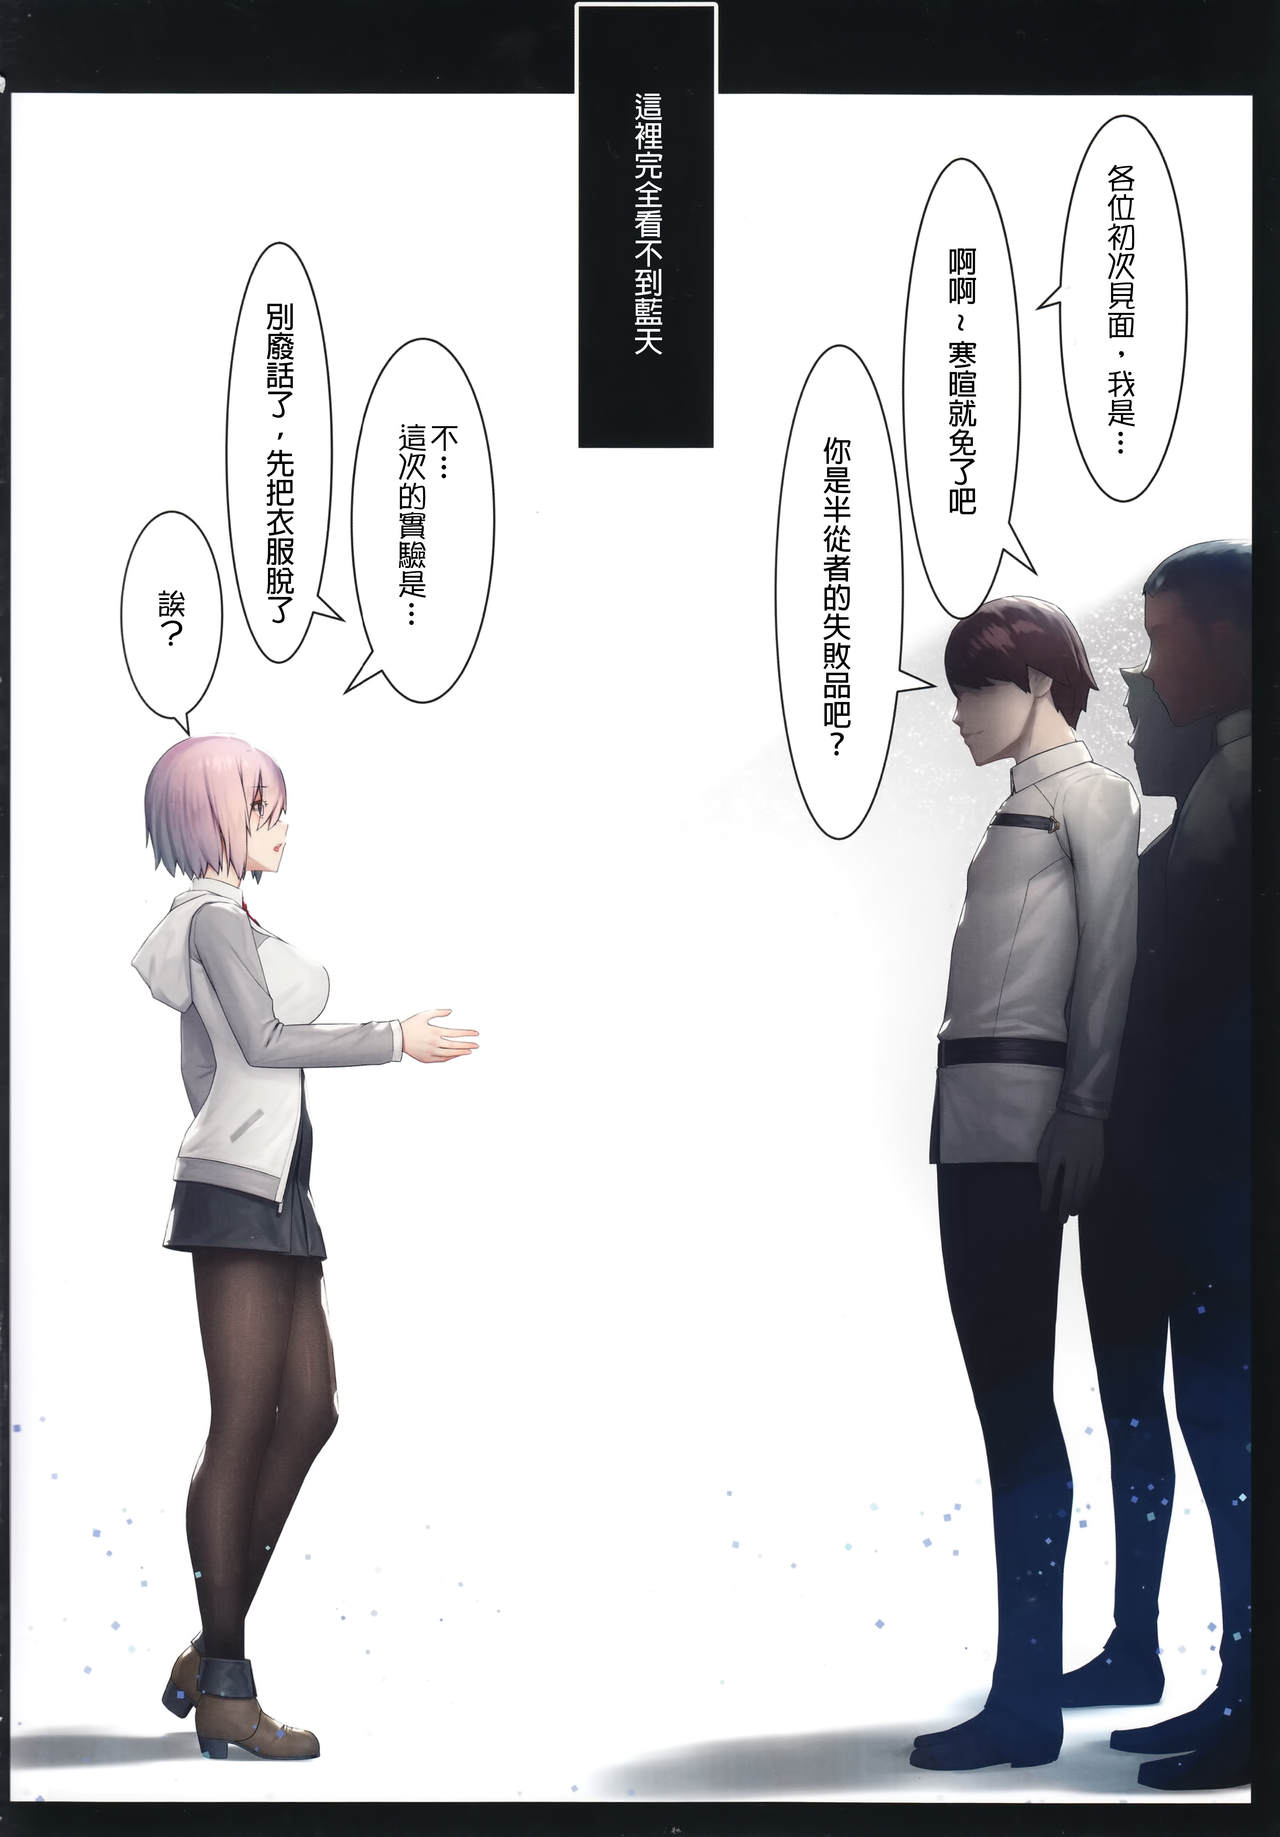 各位初次見面，我是…
啊啊~寒暄就免了吧
你是半從者的失敗品吧？
這裡完全看不到藍天
不…
這次的實驗是…
別廢話了，先把衣服脫了
誒？